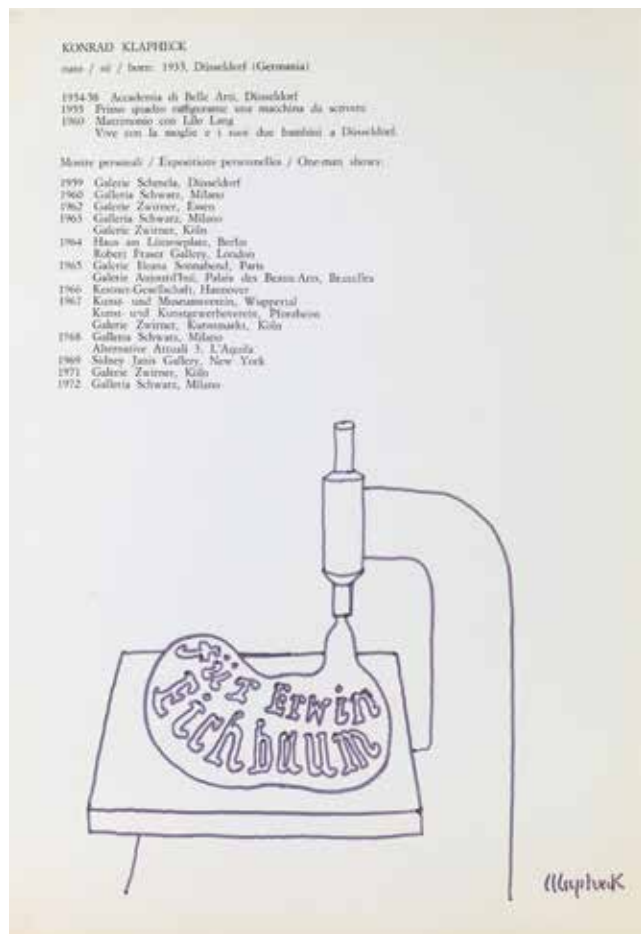 KONRAD KLAPHECK
nato / né / born: 1935, Düsseldorf (Germania)
1954-58 Accademia di Belle Arti, Düsseldorf
1955 Primo quadro raffigurante una macchina da scrivere
1960 Matrimonio con Lilo Lang
Vive con la moglie e i suoi due bambini a Düsseldorf.
Mostre personali / Expositions personnelles / One-man shows:
1959 Galerie Schmela, Düsseldorf
1960 Galleria Schwarz, Milano
1962 Galerie Zwirner, Essen
1963 Galleria Schwarz, Milano
Galerie Zwirner, Köln
1964 Haus am Lützowplatz, Berlin
Robert Fraser Gallery, London
1965 Galerie Ileana Sonnabend, Paris
Galerie Aujourd'hui, Palais des Beaux-Arts, Bruxelles
1966 Kestner-Gesellschaft, Hannover
1967 Kunst- und Museumsverein, Wuppertal
Kunst- und Kunstgewerbeverein, Pforzheim
Galerie Zwirner, Kunstmarkt, Köln
1968 Galleria Schwarz, Milano
Alternative Attuali 3, L'Aquila
1969 Sidney Janis Gallery, New York
1971 Galerie Zwirner, Köln
1972 Galleria Schwarz, Milano
für Erwin
Eichbaum
Klapheck